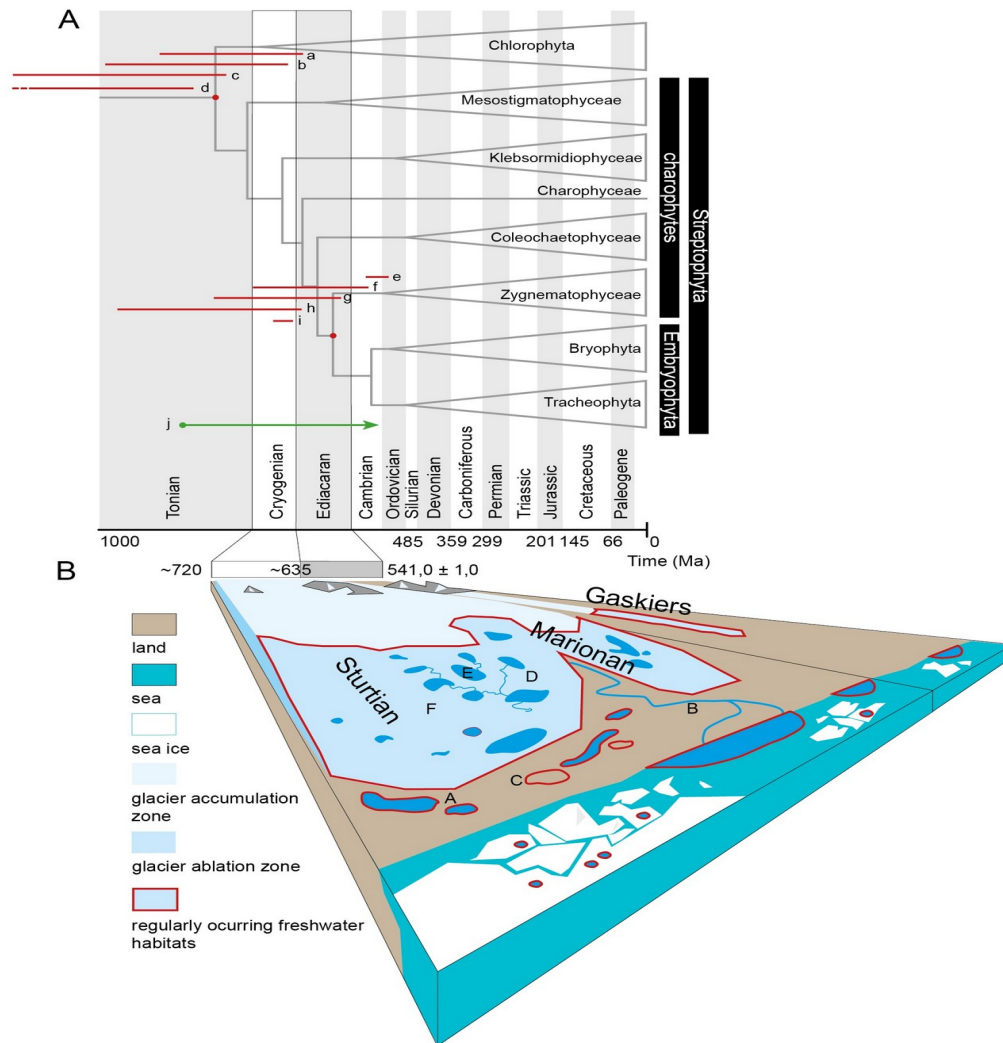 A
Chlorophyta
a
b
c
d
Mesostigmatophyceae
Klebsormidiophyceae
Charophyceae
Coleochaetophyceae
e
f
g
Zygnematophyceae
h
i
Bryophyta
Tracheophyta
j
charophytes
Embryophyta
Streptophyta
Tonian
Cryogenian
Ediacaran
Cambrian
Ordovician
Silurian
Devonian
Carboniferous
Permian
Triassic
Jurassic
Cretaceous
Paleogene
1000 485 359 299 201 145 66 0
Time (Ma)
B
~720 ~635 541,0 ± 1,0
Gaskiers
Marionan
Sturtian
E
D
F
B
C
A
land
sea
sea ice
glacier accumulation
zone
glacier ablation zone
regularly ocurring freshwater
habitats